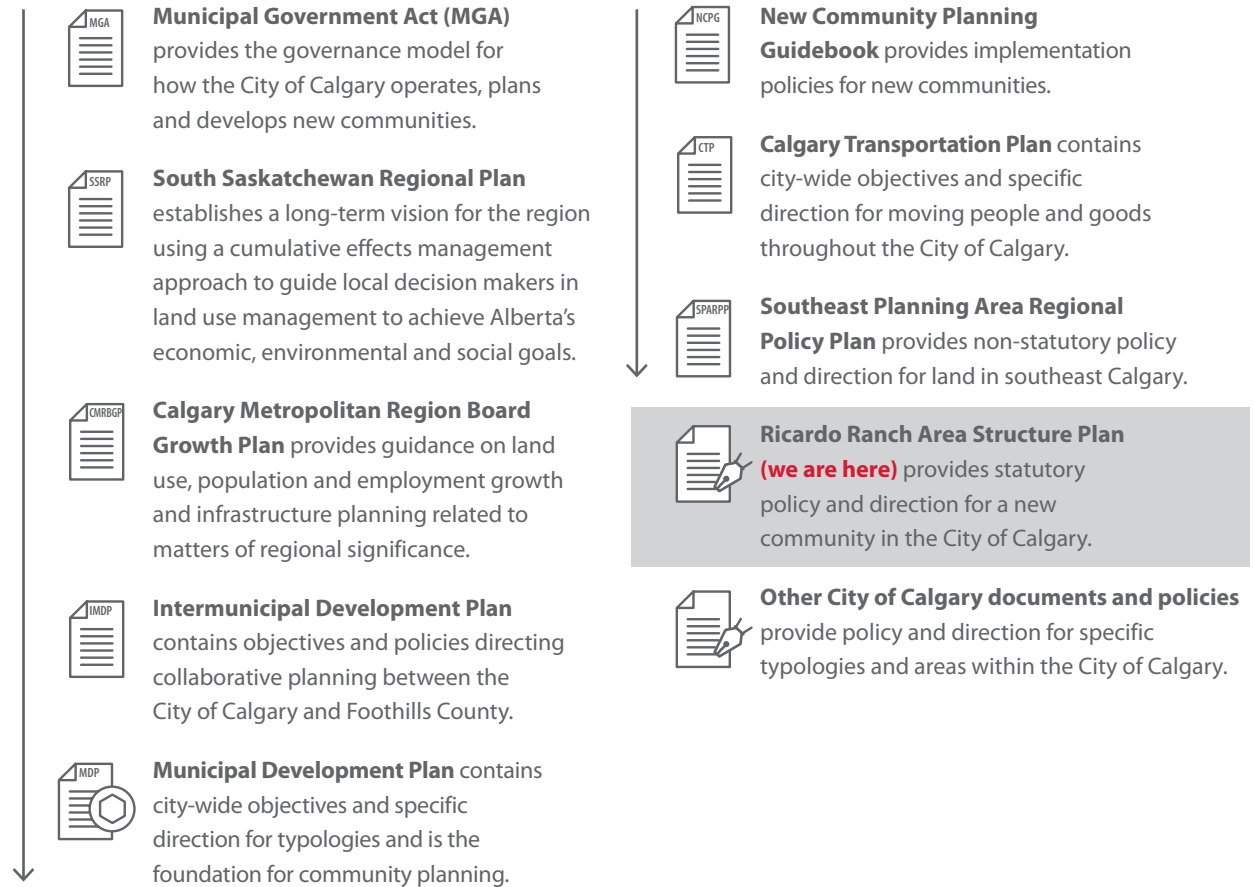 MGA
Municipal Government Act (MGA)
provides the governance model for
how the City of Calgary operates, plans
and develops new communities.
SSRP
South Saskatchewan Regional Plan
establishes a long-term vision for the region
using a cumulative effects management
approach to guide local decision makers in
land use management to achieve Alberta's
economic, environmental and social goals.
CMRBGP
Calgary Metropolitan Region Board
Growth Plan provides guidance on land
use, population and employment growth
and infrastructure planning related to
matters of regional significance.
IMDP
Intermunicipal Development Plan
contains objectives and policies directing
collaborative planning between the
City of Calgary and Foothills County.
MDP
Municipal Development Plan contains
city-wide objectives and specific
direction for typologies and is the
foundation for community planning.
NCPG
New Community Planning
Guidebook provides implementation
policies for new communities.
CTP
Calgary Transportation Plan contains
city-wide objectives and specific
direction for moving people and goods
throughout the City of Calgary.
SPARPP
Southeast Planning Area Regional
Policy Plan provides non-statutory policy
and direction for land in southeast Calgary.
Ricardo Ranch Area Structure Plan
(we are here) provides statutory
policy and direction for a new
community in the City of Calgary.
Other City of Calgary documents and policies
provide policy and direction for specific
typologies and areas within the City of Calgary.